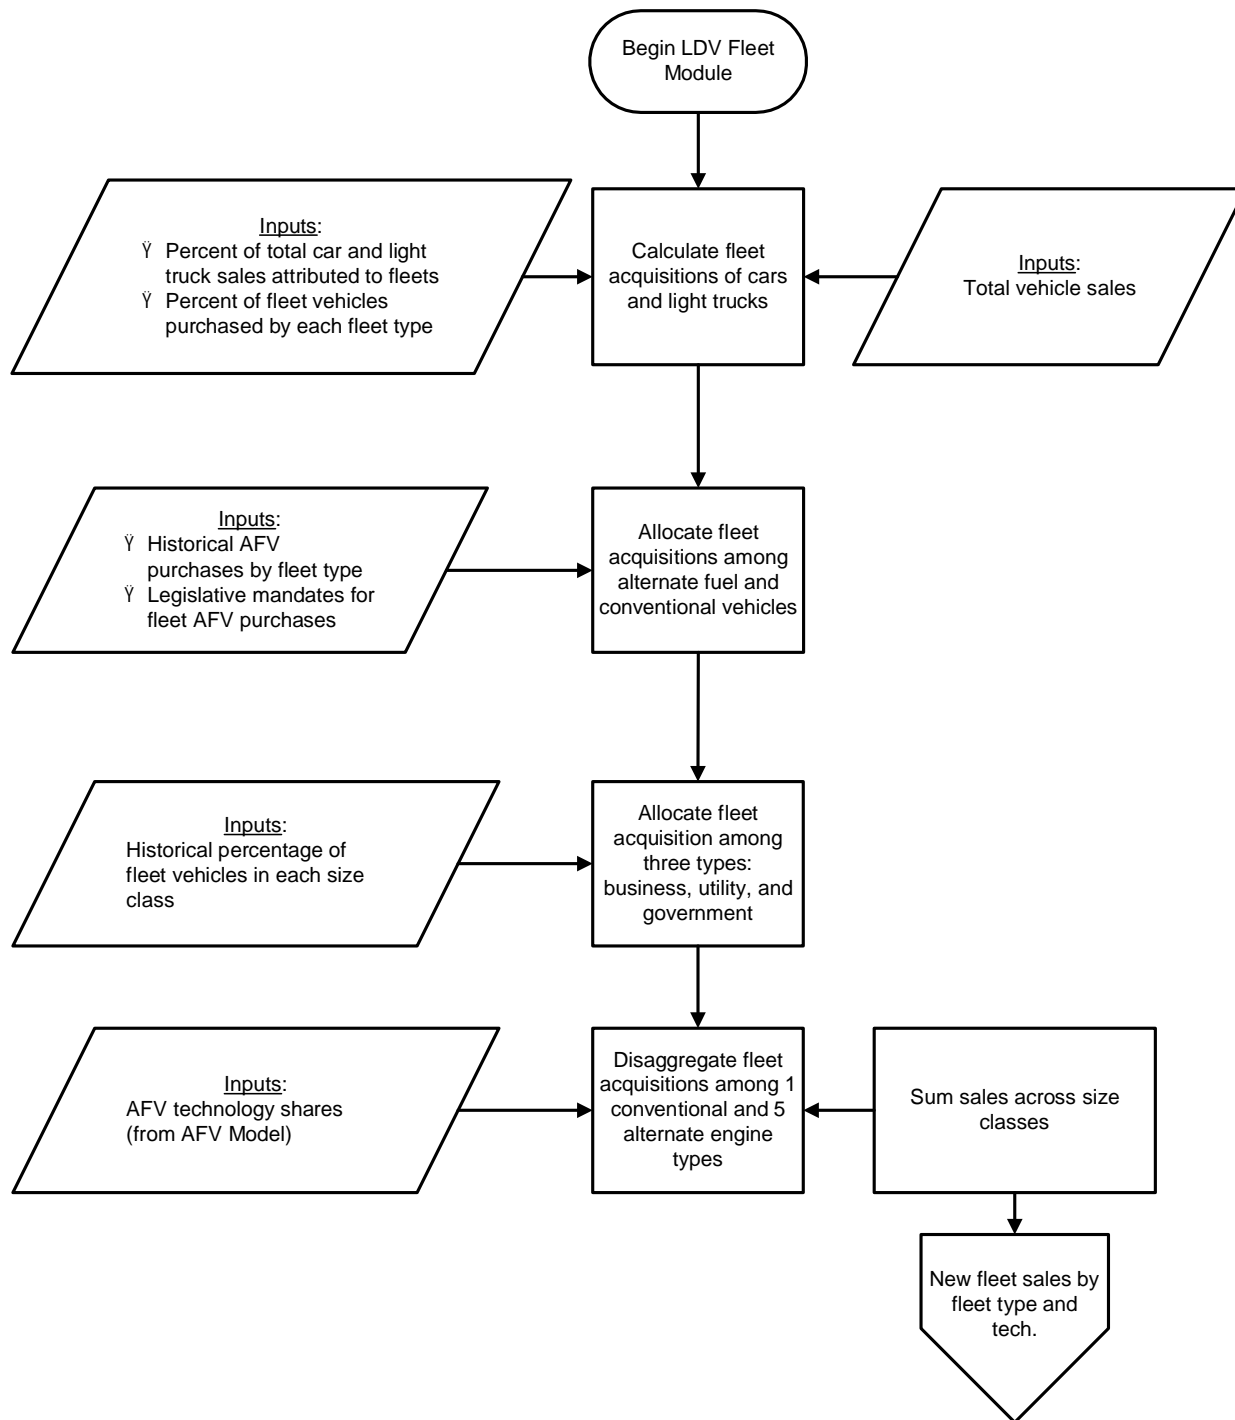 Begin LDV Fleet
Module
Inputs:
Ÿ Percent of total car and light
truck sales attributed to fleets
Ÿ Percent of fleet vehicles
purchased by each fleet type
Calculate fleet
acquisitions of cars
and light trucks
Inputs:
Total vehicle sales
Inputs:
Ÿ Historical AFV
purchases by fleet type
Ÿ Legislative mandates for
fleet AFV purchases
Allocate fleet
acquisitions among
alternate fuel and
conventional vehicles
Inputs:
Historical percentage of
fleet vehicles in each size
class
Allocate fleet
acquisition among
three types:
business, utility, and
government
Inputs:
AFV technology shares
(from AFV Model)
Disaggregate fleet
acquisitions among 1
conventional and 5
alternate engine
types
Sum sales across size
classes
New fleet sales by
fleet type and
tech.